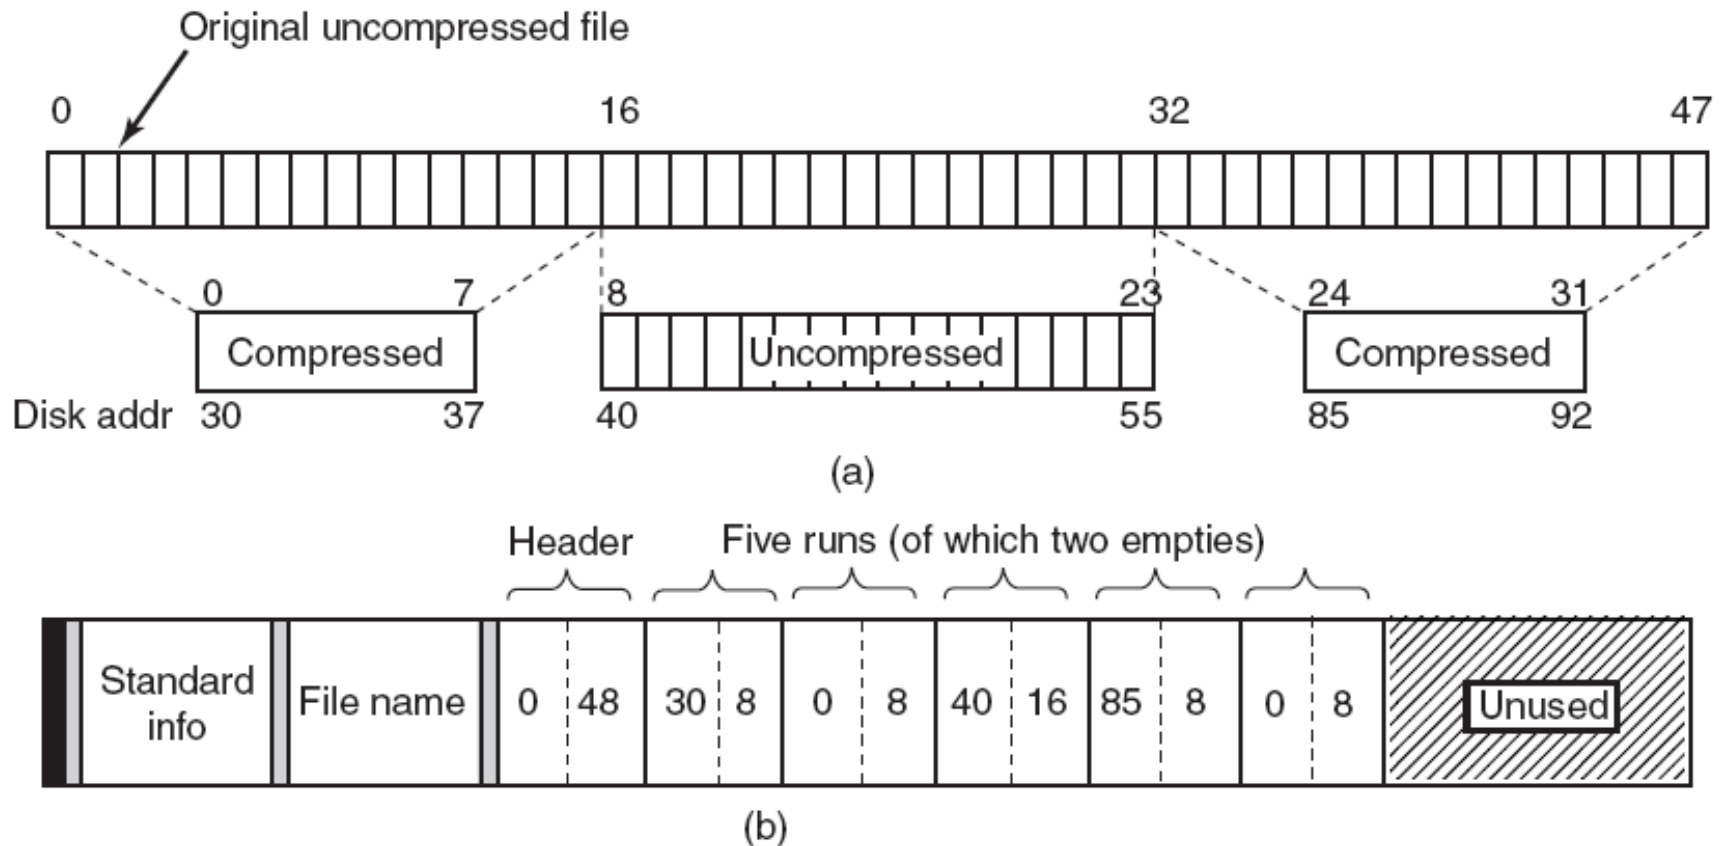 Original uncompressed file
0 16 32 47
0 7 8 23 24 31
Compressed Uncompressed Compressed
Disk addr 30 37 40 55 85 92
(a)
Header Five runs (of which two empties)
Standard info File name 0 48 30 8 0 8 40 16 85 8 0 8 Unused
(b)